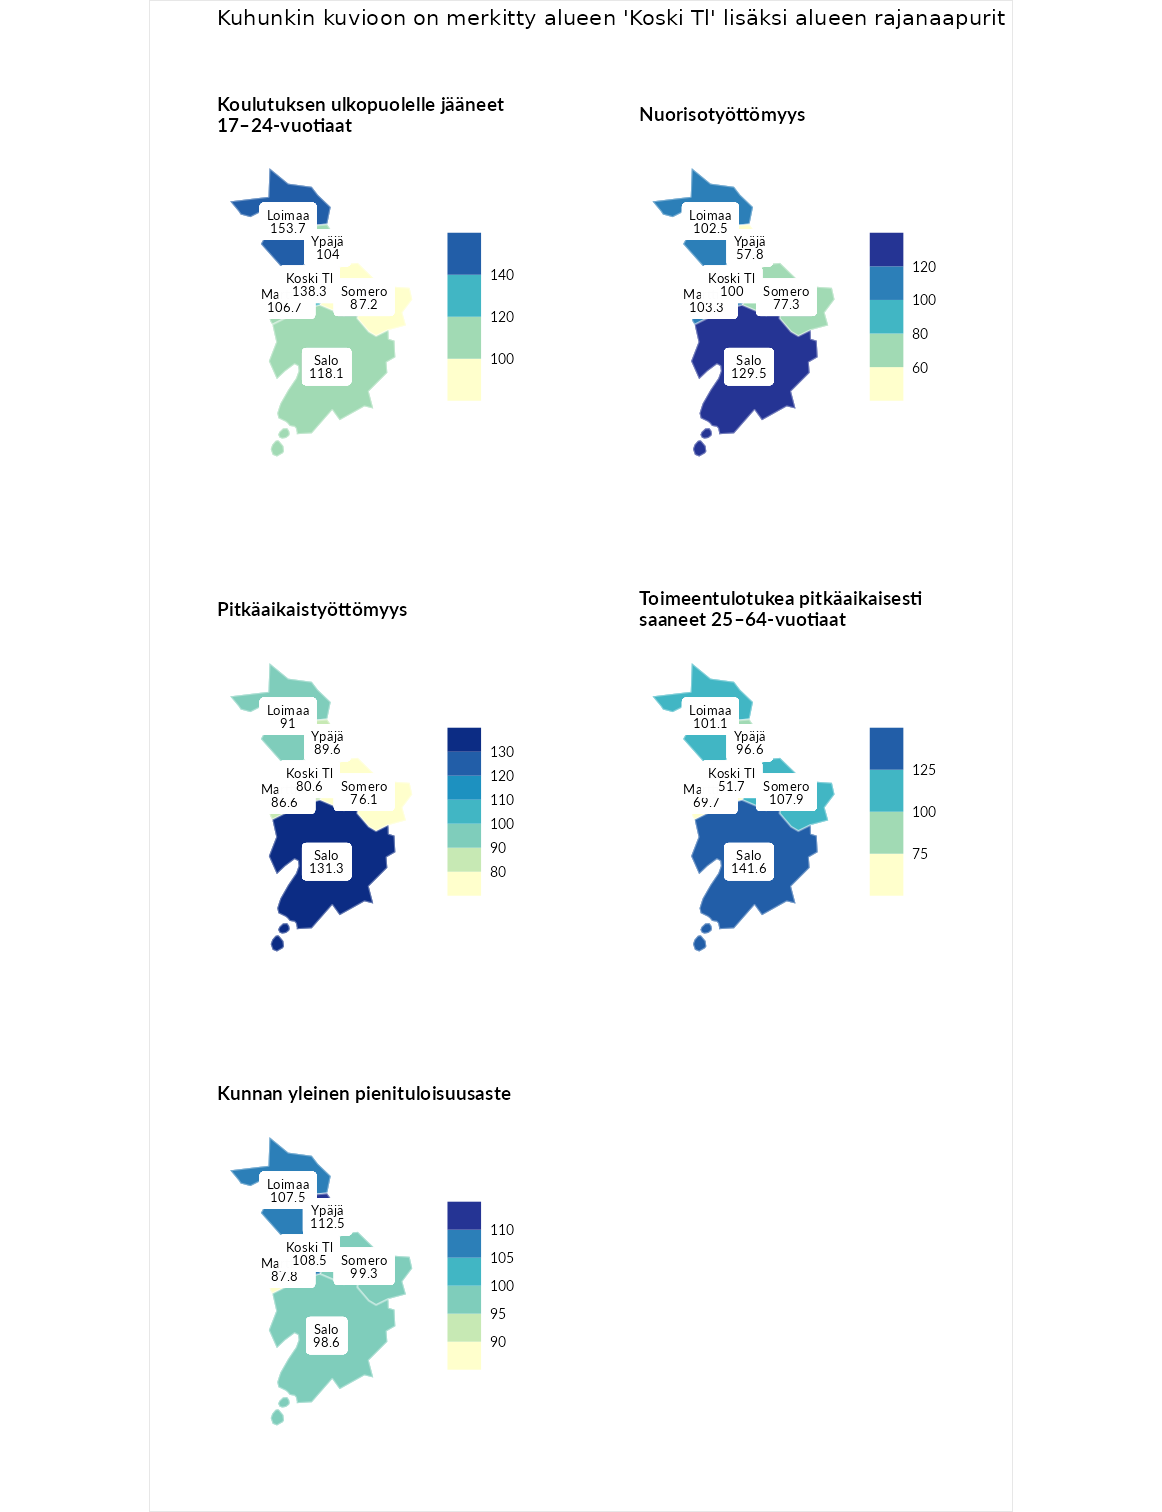 Kuhunkin kuvioon on merkitty alueen 'Koski Tl' lisäksi alueen rajanaapurit
Koulutuksen ulkopuolelle jääneet
17–24-vuotiaat
Loimaa
153.7
Ypäjä
104
Koski Tl
138.3
Ma
106.7
Somero
87.2
Salo
118.1
140
120
100
Nuorisotyöttömyys
Loimaa
102.5
Ypäjä
57.8
Koski Tl
100
Ma
103.3
Somero
77.3
Salo
129.5
120
100
80
60
Pitkäaikaistyöttömyys
Loimaa
91
Ypäjä
89.6
Koski Tl
80.6
Ma
86.6
Somero
76.1
Salo
131.3
130
120
110
100
90
80
Toimeentulotukea pitkäaikaisesti
saaneet 25–64-vuotiaat
Loimaa
101.1
Ypäjä
96.6
Koski Tl
51.7
Ma
69.7
Somero
107.9
Salo
141.6
125
100
75
Kunnan yleinen pienituloisuusaste
Loimaa
107.5
Ypäjä
112.5
Koski Tl
108.5
Ma
87.8
Somero
99.3
Salo
98.6
110
105
100
95
90